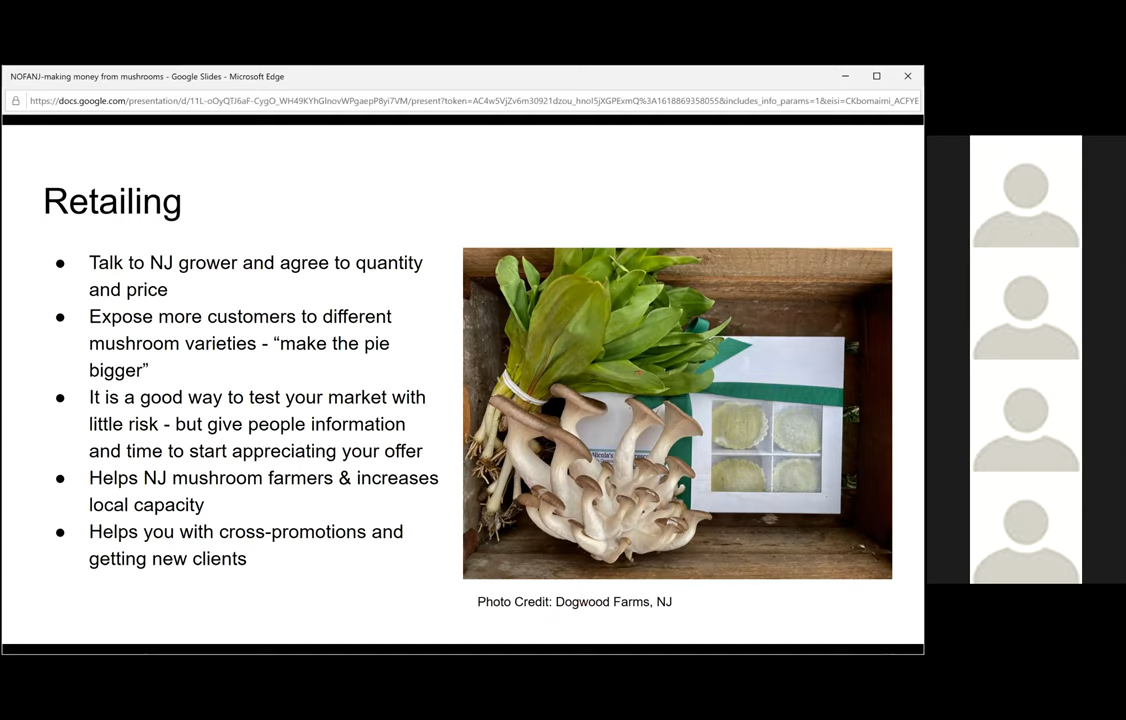 NOFANJ-making money from mushrooms - Google Slides - Microsoft Edge
Retailing
● Talk to NJ grower and agree to quantity
and price
● Expose more customers to different
mushroom varieties - “make the pie
bigger”
● It is a good way to test your market with
little risk - but give people information
and time to start appreciating your offer
● Helps NJ mushroom farmers & increases
local capacity
● Helps you with cross-promotions and
getting new clients
Photo Credit: Dogwood Farms, NJ